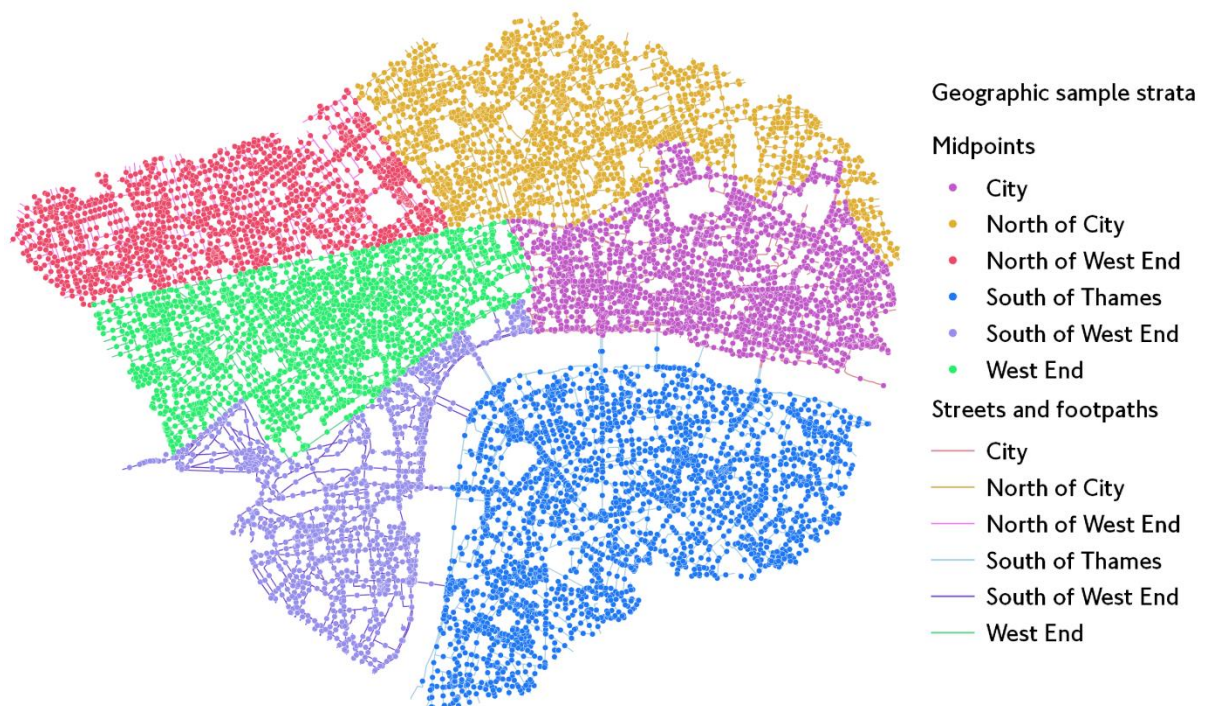 Geographic sample strata
Midpoints
City
North of City
North of West End
South of Thames
South of West End
West End
Streets and footpaths
City
North of City
North of West End
South of Thames
South of West End
West End